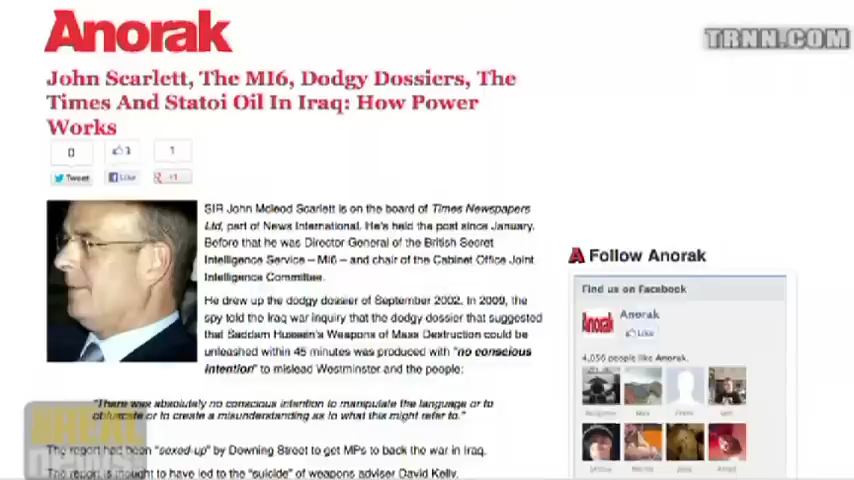 Anorak
TRNN.COM
John Scarlett, The MI6, Dodgy Dossiers, The
Times And Statoi Oil In Iraq: How Power
Works
0
1
Tweet
Like
+1
SIR John Mcleod Scarlett is on the board of Times Newspapers
Ltd, part of News International. He's held the post since January.
Before that he was Director General of the British Secret
Intelligence Service – MI6 – and chair of the Cabinet Office Joint
Intelligence Committee.
He drew up the dodgy dossier of September 2002. In 2009, the
spy told the Iraq war inquiry that the dodgy dossier that suggested
that Saddam Hussein's Weapons of Mass Destruction could be
unleashed within 45 minutes was produced with "no conscious
intention" to mislead Westminster and the people:
"There was absolutely no conscious intention to manipulate the language or to
obfuscate or to create a misunderstanding as to what this might refer to."
The report had been "sexed-up" by Downing Street to get MPs to back the war in Iraq.
The report is thought to have led to the "suicide" of weapons adviser David Kelly.
THE REAL
news
A Follow Anorak
Find us on Facebook
Anorak
Anorak
Like
4,056 people like Anorak.